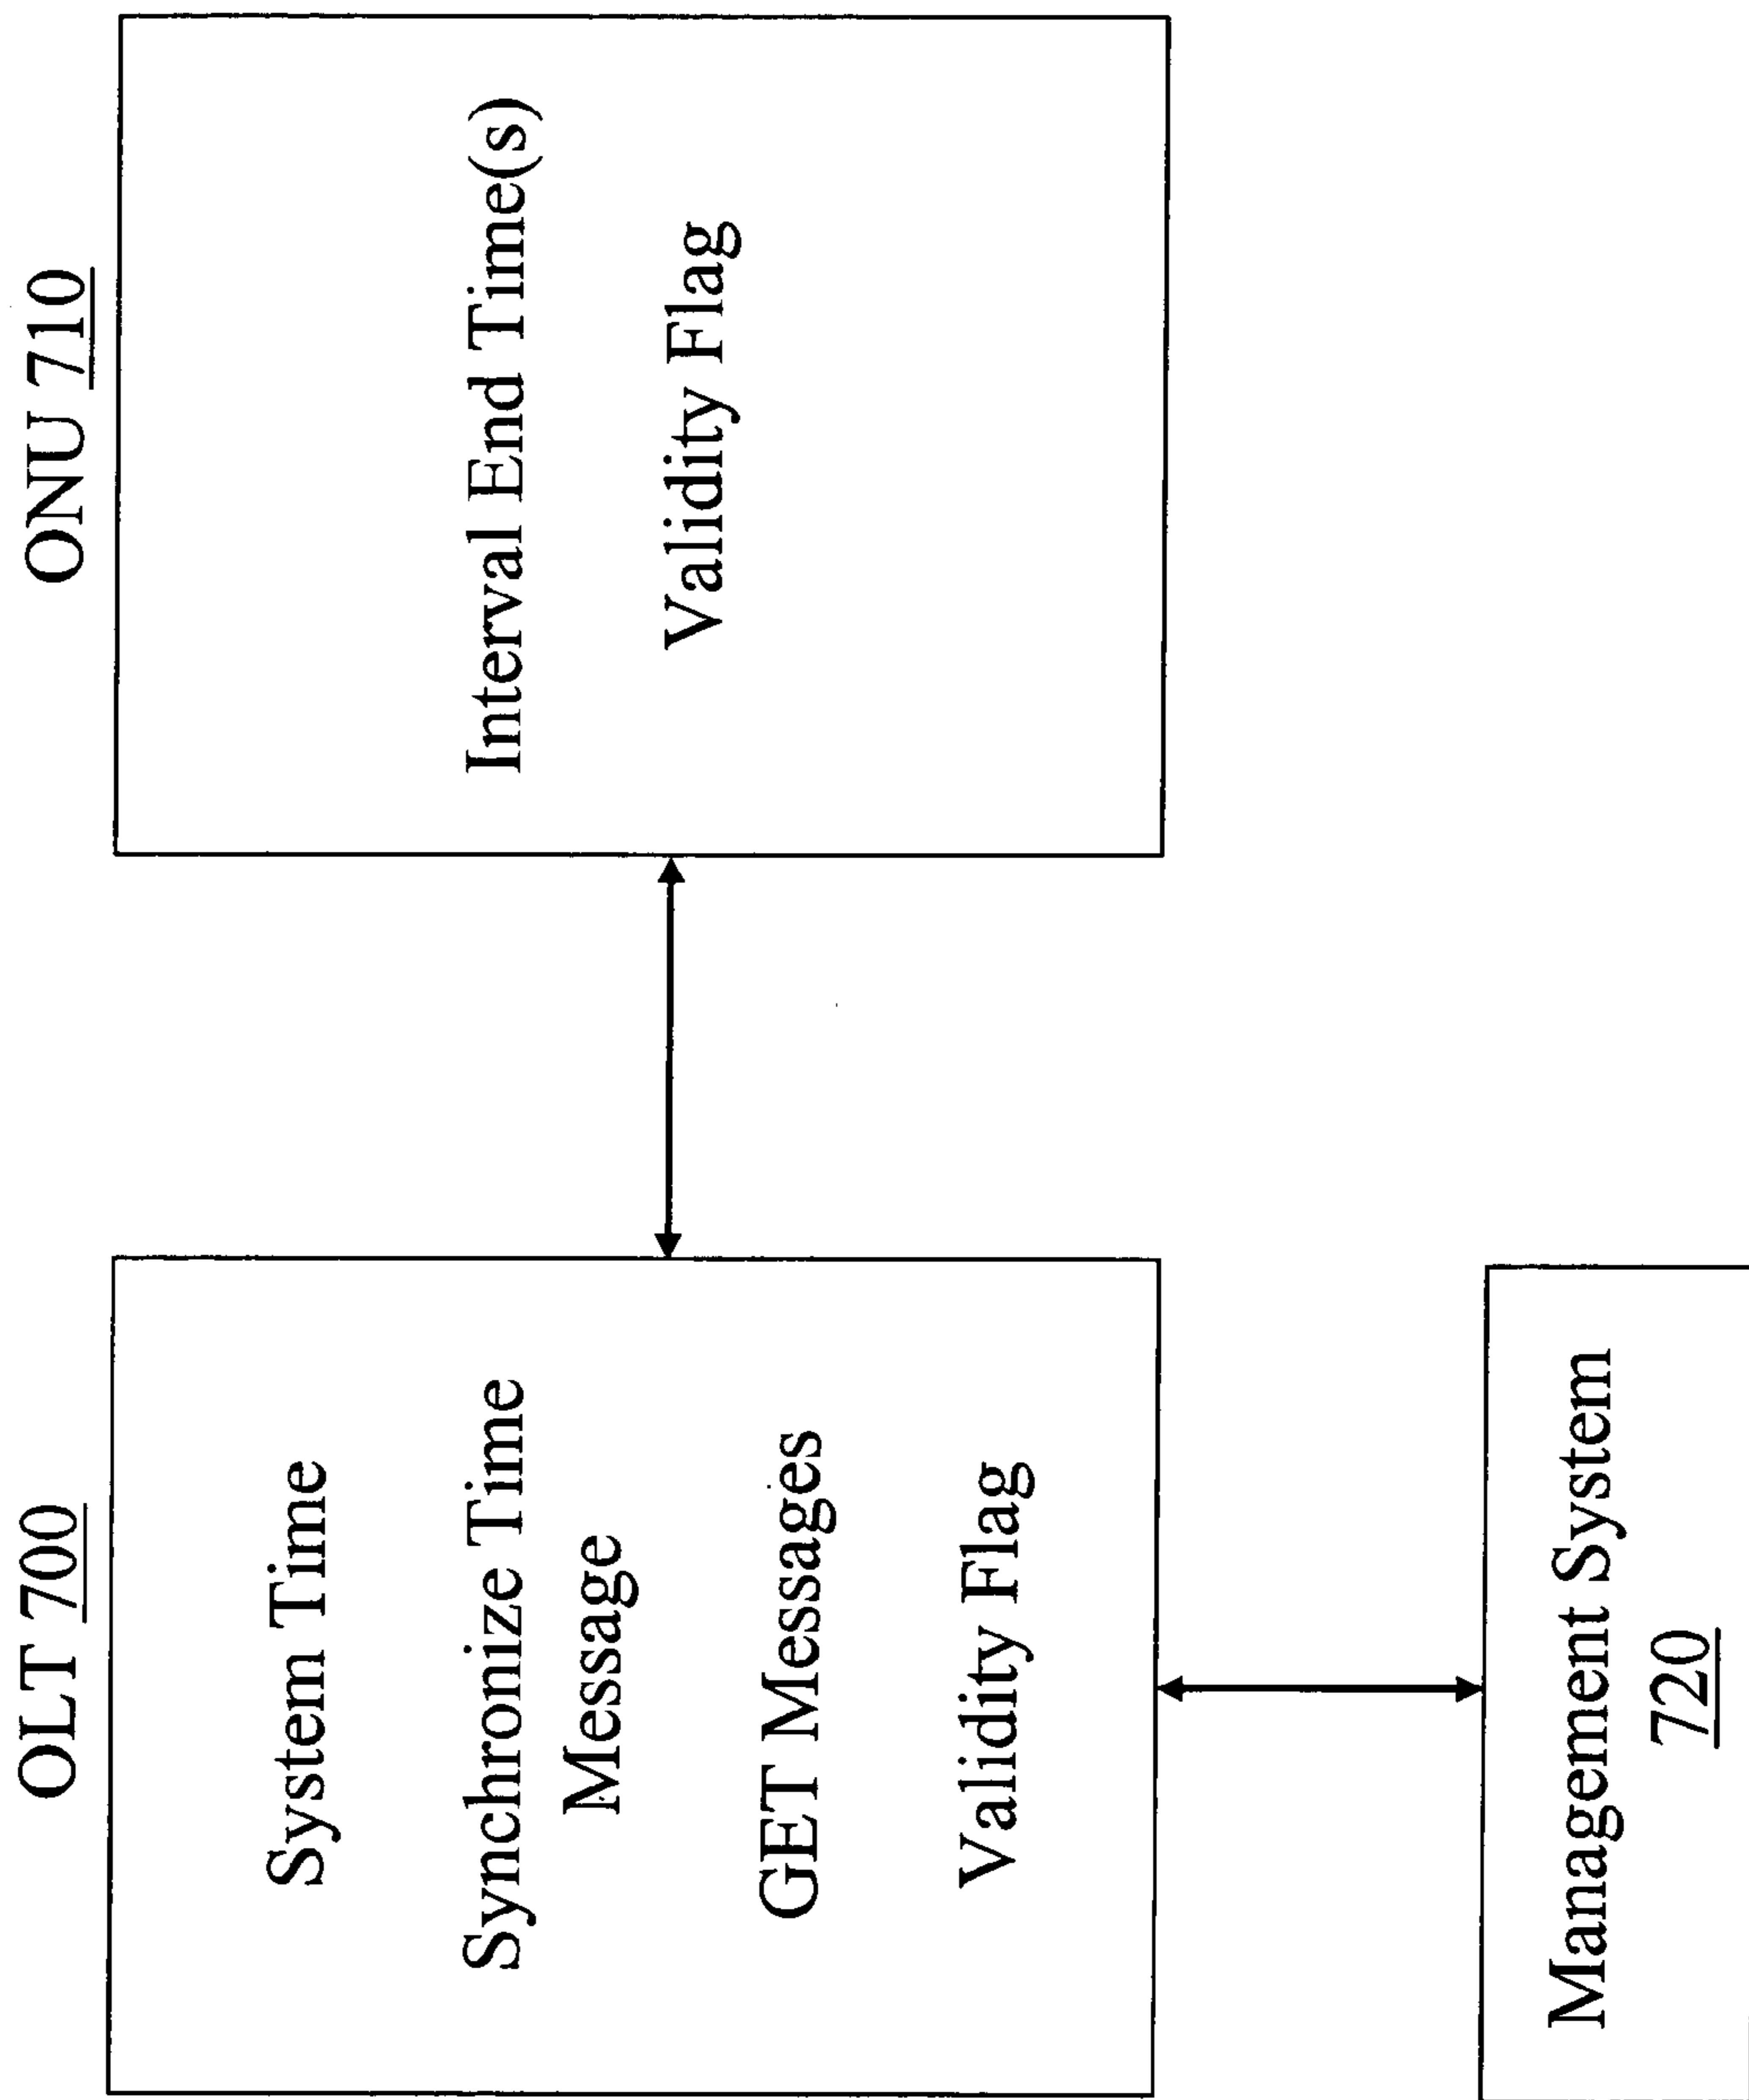 OLT 700
System Time
Synchronize Time
Message
GET Messages
Validity Flag
ONU 710
Interval End Time(s)
Validity Flag
Management System
720